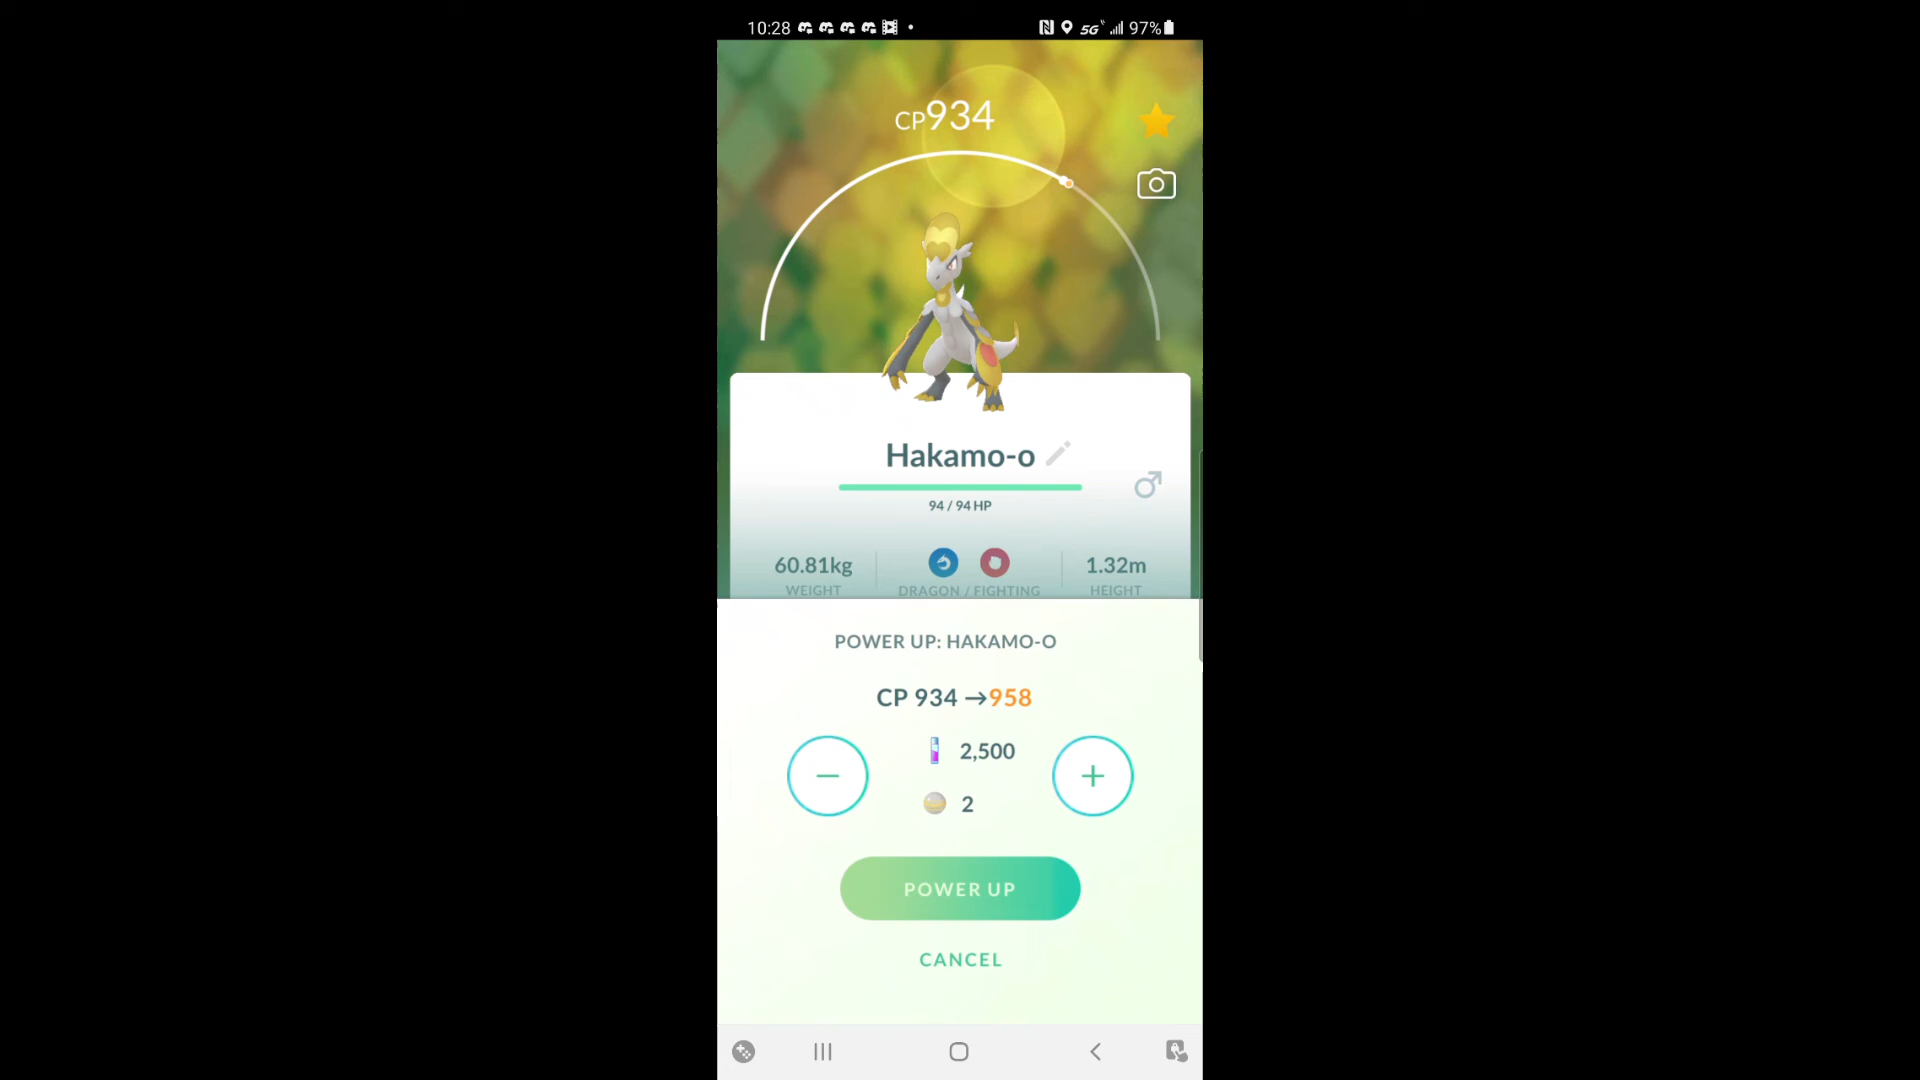 10:28 5G 97%
CP934
Hakamo-o
94 / 94 HP
60.81kg 1.32m
WEIGHT DRAGON / FIGHTING HEIGHT
POWER UP: HAKAMO-O
CP 934 →958
2,500
2
POWER UP
CANCEL